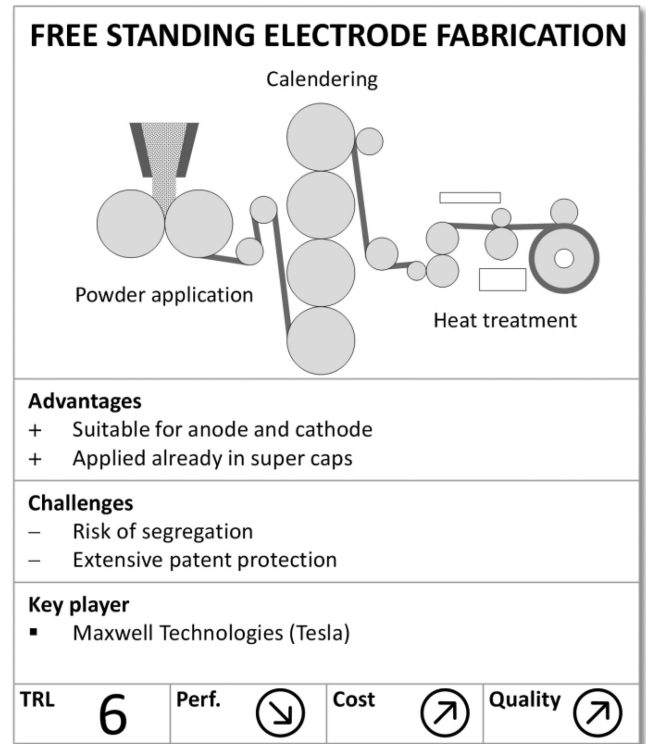 FREE STANDING ELECTRODE FABRICATION
Calendering
Powder application
Heat treatment
Advantages
+ Suitable for anode and cathode
+ Applied already in super caps
Challenges
– Risk of segregation
– Extensive patent protection
Key player
▪ Maxwell Technologies (Tesla)
TRL 6 Perf. Cost Quality